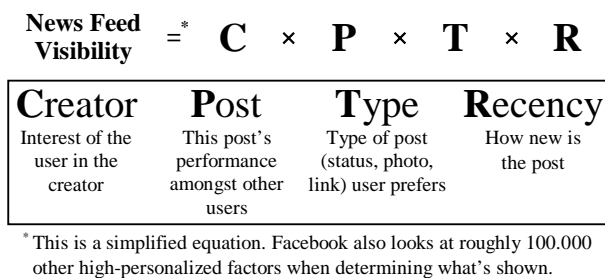 News Feed Visibility =* C × P × T × R
Creator Post Type Recency
Interest of the user in the creator
This post's performance amongst other users
Type of post (status, photo, link) user prefers
How new is the post
* This is a simplified equation. Facebook also looks at roughly 100.000
other high-personalized factors when determining what's shown.